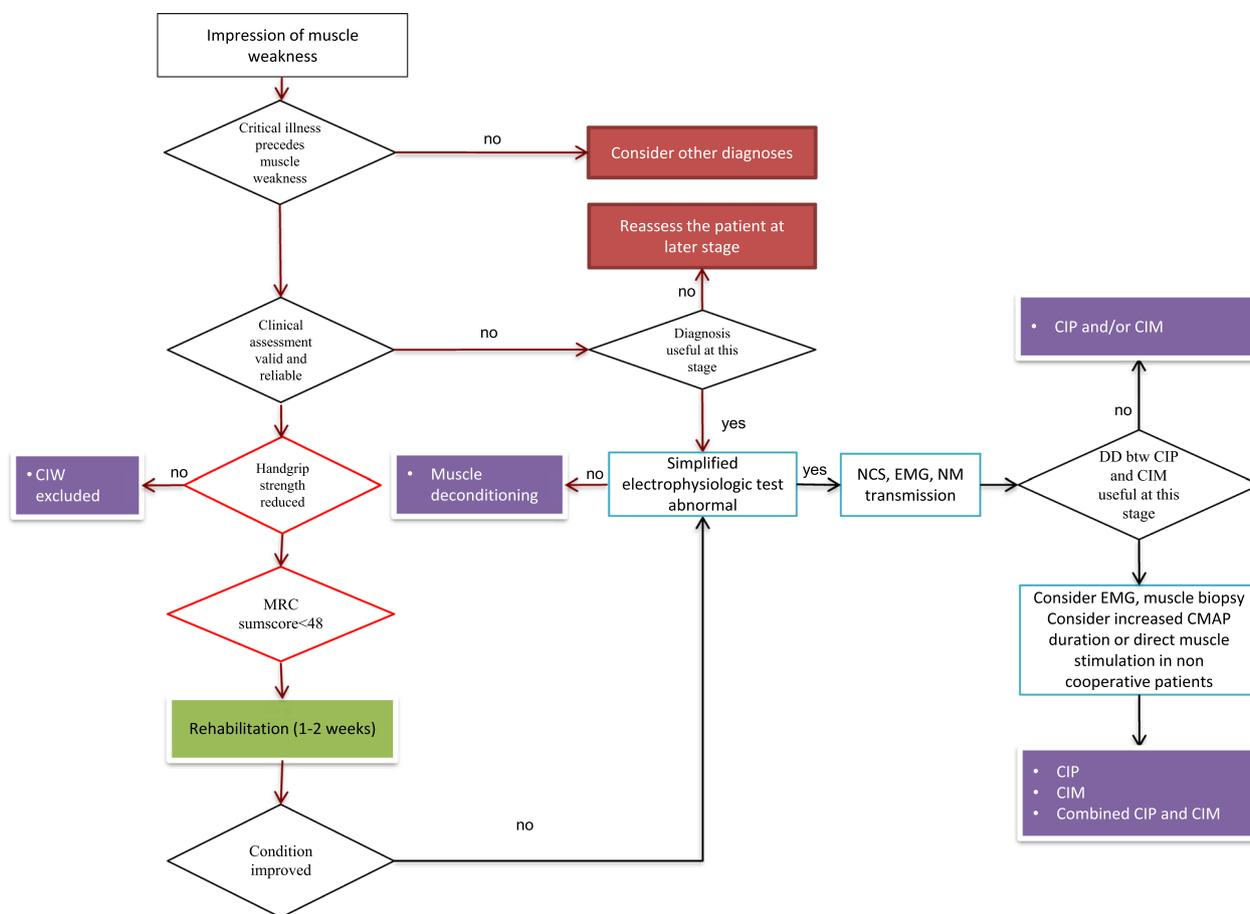 Impression of muscle
weakness
Critical illness
precedes
muscle
weakness
no
Consider other diagnoses
Reassess the patient at
later stage
no
Clinical
assessment
valid and
reliable
no
Diagnosis
useful at this
stage
yes
• CIP and/or CIM
no
• CIW
excluded
no
Handgrip
strength
reduced
• Muscle
deconditioning
no
Simplified
electrophysiologic test
abnormal
yes
NCS, EMG, NM
transmission
DD btw CIP
and CIM
useful at this
stage
MRC
sumscore<48
Consider EMG, muscle biopsy
Consider increased CMAP
duration or direct muscle
stimulation in non
cooperative patients
Rehabilitation (1-2 weeks)
• CIP
• CIM
• Combined CIP and CIM
no
Condition
improved